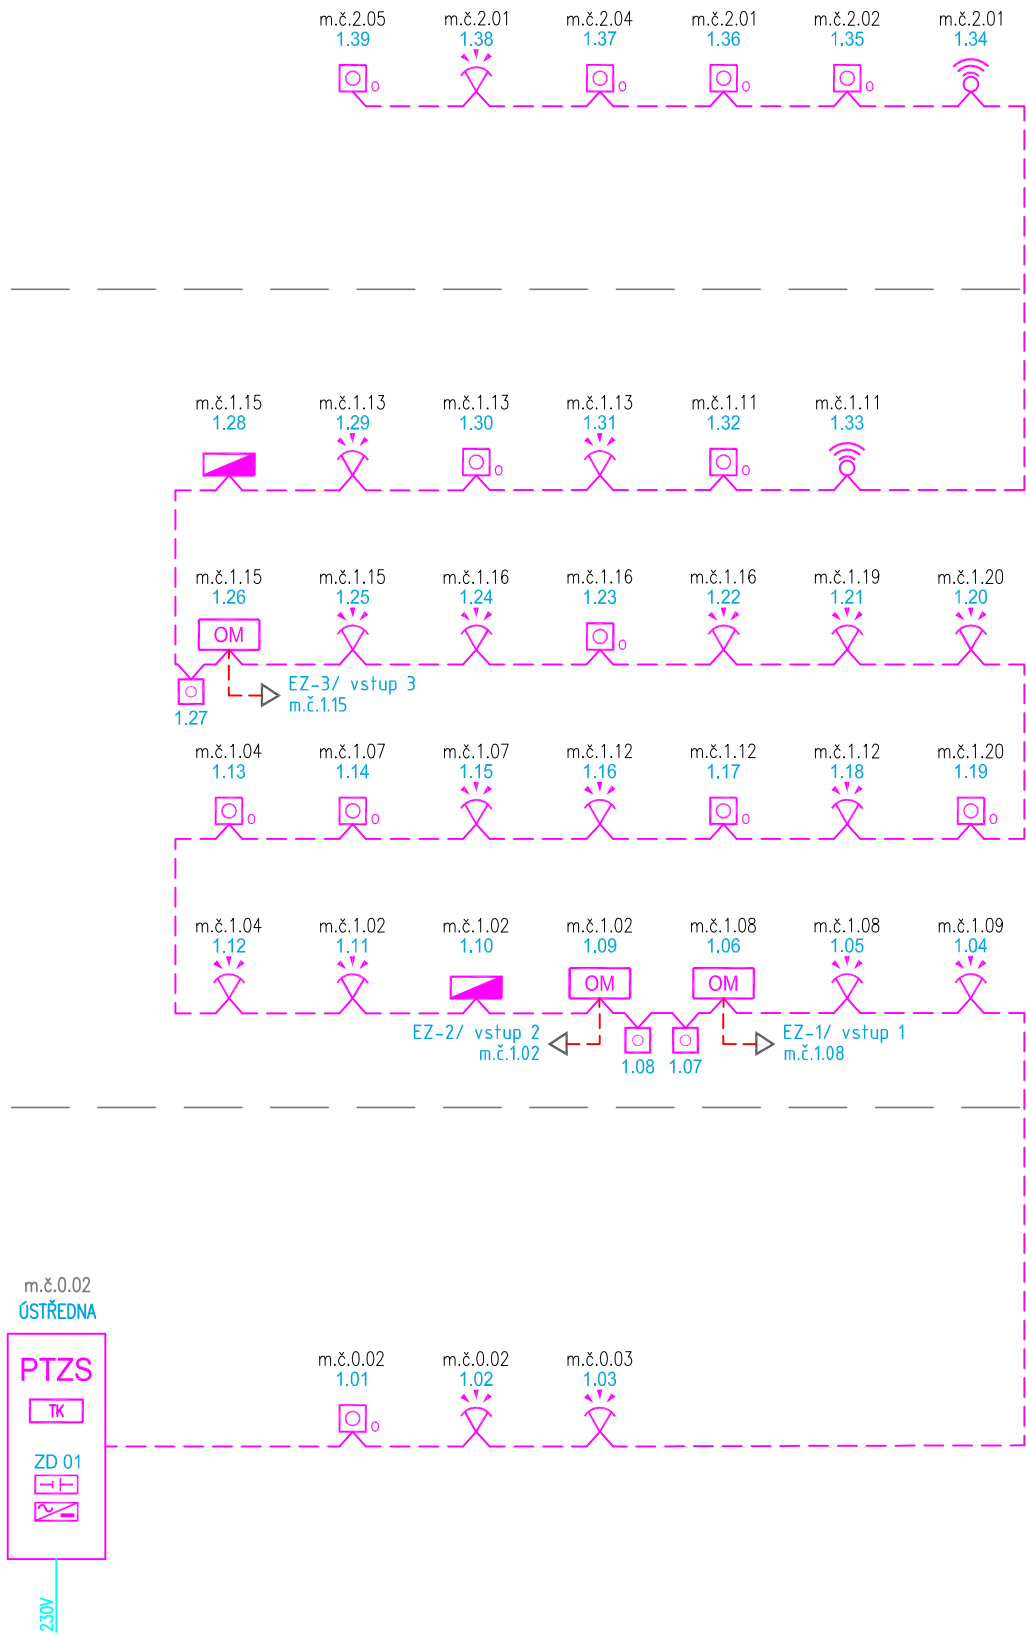 m.č.2.05
1.39
m.č.2.01
1.38
m.č.2.04
1.37
m.č.2.01
1.36
m.č.2.02
1.35
m.č.2.01
1.34
o
o
o
o
m.č.1.15
1.28
m.č.1.13
1.29
m.č.1.13
1.30
m.č.1.13
1.31
m.č.1.11
1.32
m.č.1.11
1.33
o
o
m.č.1.15
1.26
m.č.1.15
1.25
m.č.1.16
1.24
m.č.1.16
1.23
m.č.1.16
1.22
m.č.1.19
1.21
m.č.1.20
1.20
OM
o
EZ-3/ vstup 3
m.č.1.15
1.27
m.č.1.04
1.13
m.č.1.07
1.14
m.č.1.07
1.15
m.č.1.12
1.16
m.č.1.12
1.17
m.č.1.12
1.18
m.č.1.20
1.19
o
o
o
o
m.č.1.04
1.12
m.č.1.02
1.11
m.č.1.02
1.10
m.č.1.02
1.09
m.č.1.08
1.06
m.č.1.08
1.05
m.č.1.09
1.04
OM
OM
EZ-2/ vstup 2
m.č.1.02
EZ-1/ vstup 1
m.č.1.08
1.08
1.07
m.č.0.02
ÚSTŘEDNA
PTZS
TK
ZD 01
230V
m.č.0.02
1.01
m.č.0.02
1.02
m.č.0.03
1.03
o